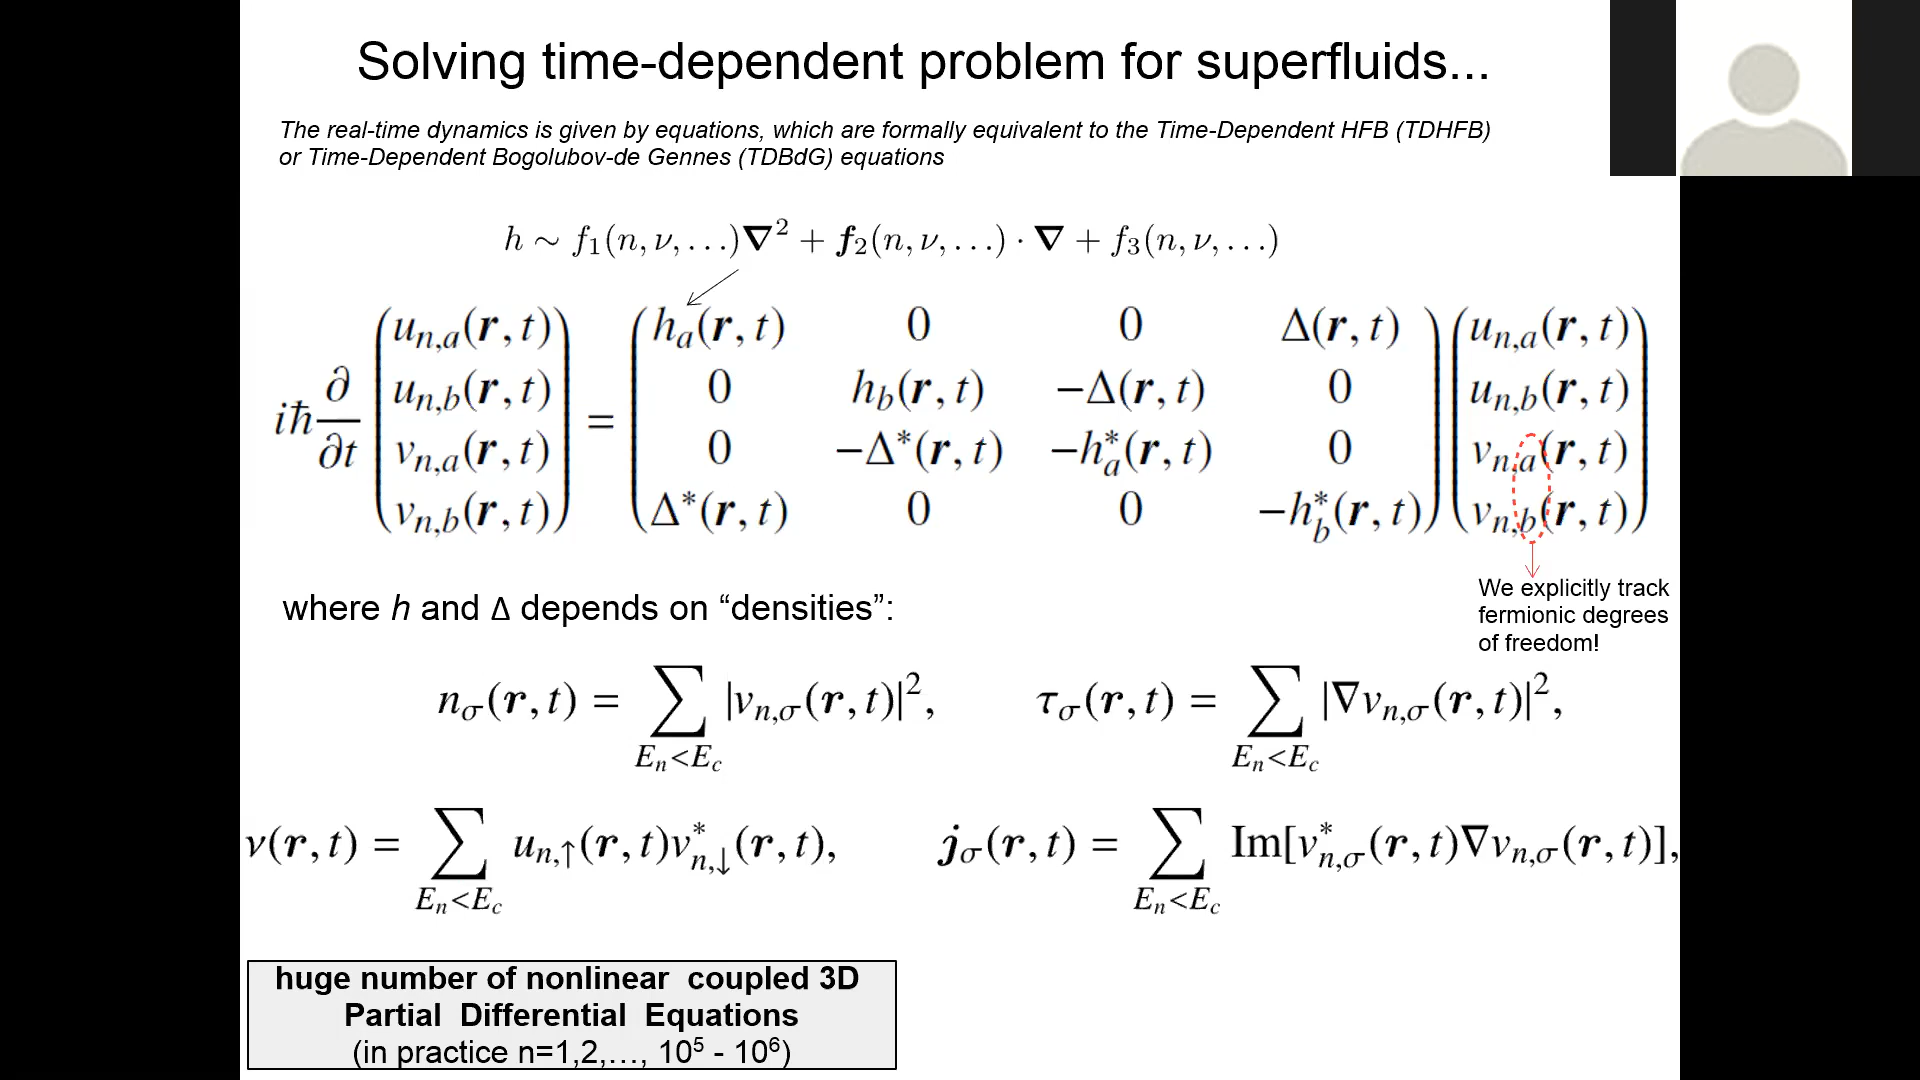 Solving time-dependent problem for superfluids...
The real-time dynamics is given by equations, which are formally equivalent to the Time-Dependent HFB (TDHFB)
or Time-Dependent Bogolubov-de Gennes (TDBdG) equations
h ∼ f₁(n, ν, …)∇² + f₂(n, ν, …) · ∇ + f₃(n, ν, …)
iħ ∂/∂t
(u_{n,a}(r, t)) = (h_a(r, t) 0 0 Δ(r, t)) (u_{n,a}(r, t))
(u_{n,b}(r, t)) (0 h_b(r, t) −Δ(r, t) 0) (u_{n,b}(r, t))
(v_{n,a}(r, t)) (0 −Δ*(r, t) −h*_a(r, t) 0) (v_{n,a}(r, t))
(v_{n,b}(r, t)) (Δ*(r, t) 0 0 −h*_b(r, t)) (v_{n,b}(r, t))
We explicitly track
fermionic degrees
of freedom!
where h and Δ depends on “densities”:
n_σ(r, t) = ∑_{E_n<E_c} |v_{n,σ}(r, t)|², τ_σ(r, t) = ∑_{E_n<E_c} |∇v_{n,σ}(r, t)|²,
ν(r, t) = ∑_{E_n<E_c} u_{n,↑}(r, t)v*_{n,↓}(r, t), j_σ(r, t) = ∑_{E_n<E_c} Im[v*_{n,σ}(r, t)∇v_{n,σ}(r, t)],
huge number of nonlinear coupled 3D
Partial Differential Equations
(in practice n=1,2,…, 10⁵ - 10⁶)